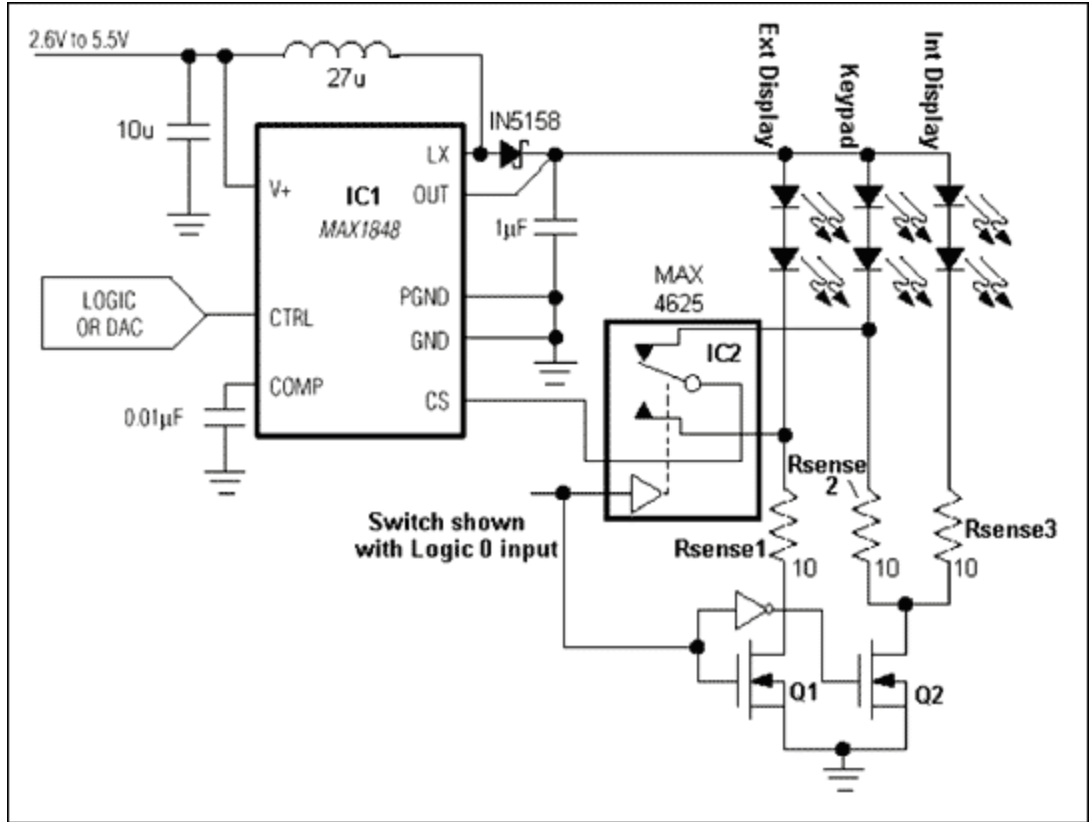 2.6V to 5.5V
27u
10u
IN5158
Ext Display
Keypad
Int Display
LX
V+
IC1
OUT
MAX1848
1µF
MAX
4625
LOGIC
OR DAC
CTRL
PGND
GND
IC2
COMP
CS
0.01µF
Rsense
2
Switch shown
with Logic 0 input
Rsense1
Rsense3
10
10
10
Q1
Q2